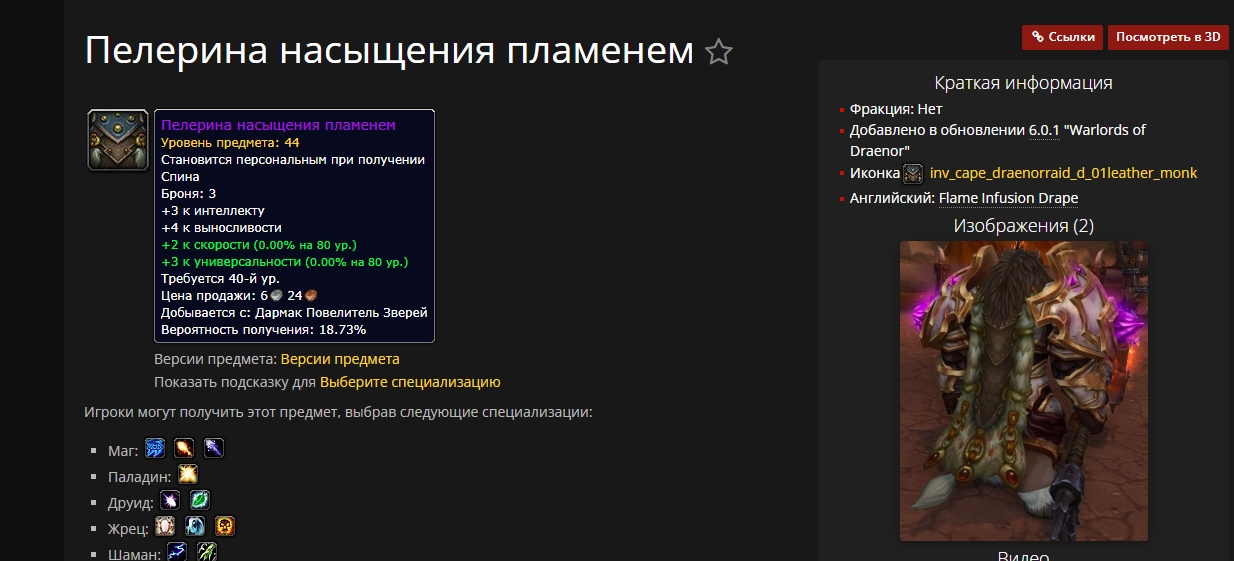 Пелерина насыщения пламенем
Ссылки
Посмотреть в 3D
Пелерина насыщения пламенем
Уровень предмета: 44
Становится персональным при получении
Спина
Броня: 3
+3 к интеллекту
+4 к выносливости
+2 к скорости (0.00% на 80 ур.)
+3 к универсальности (0.00% на 80 ур.)
Требуется 40-й ур.
Цена продажи: 6 24
Добывается с: Дармак Повелитель Зверей
Вероятность получения: 18.73%
Версии предмета: Версии предмета
Показать подсказку для Выберите специализацию
Игроки могут получить этот предмет, выбрав следующие специализации:
Маг:
Паладин:
Друид:
Жрец:
Шаман:
Краткая информация
Фракция: Нет
Добавлено в обновлении 6.0.1 "Warlords of
Draenor"
Иконка inv_cape_draenorraid_d_01leather_monk
Английский: Flame Infusion Drape
Изображения (2)
Видео